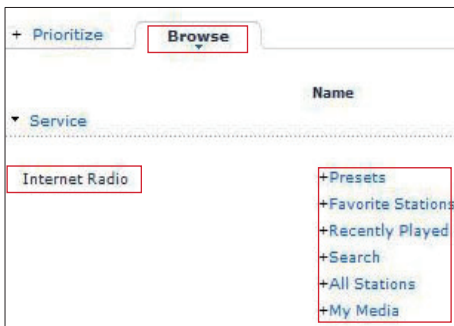 + Prioritize
Browse
Name
Service
Internet Radio
+Presets
+Favorite Stations
+Recently Played
+Search
+All Stations
+My Media